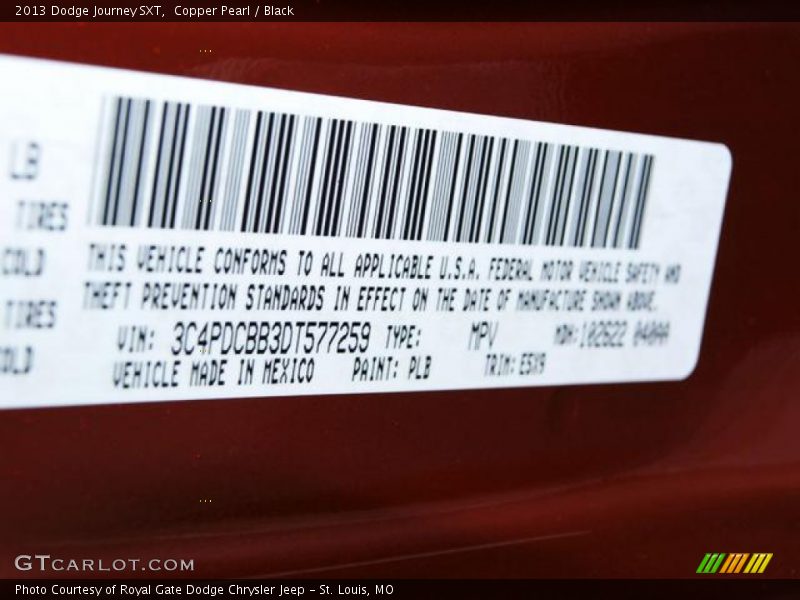 2013 Dodge Journey SXT, Copper Pearl / Black
LB
TIRES
COLD
TIRES
OLD
THIS VEHICLE CONFORMS TO ALL APPLICABLE U.S.A. FEDERAL MOTOR VEHICLE SAFETY AND
THEFT PREVENTION STANDARDS IN EFFECT ON THE DATE OF MANUFACTURE SHOWN ABOVE.
VIN: 3C4PDCBB3DT577259 TYPE: MPV MDH: 102622 040AA
VEHICLE MADE IN MEXICO PAINT: PLB TRIM: E5X9
GTCARLOT.COM
Photo Courtesy of Royal Gate Dodge Chrysler Jeep - St. Louis, MO